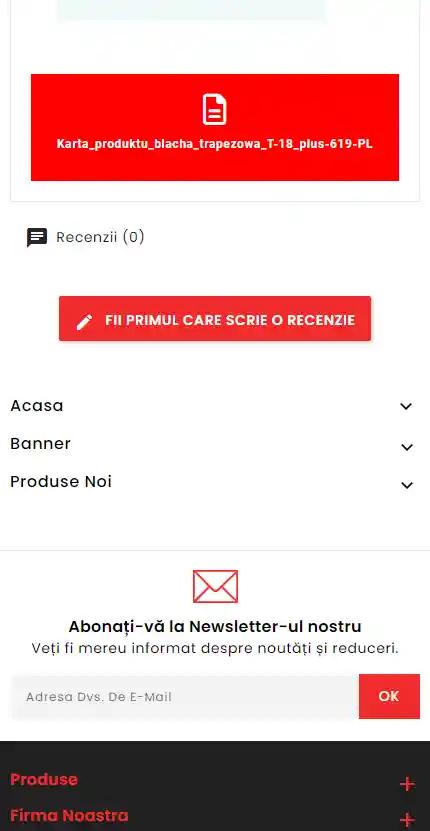 Karta_produktu_blacha_trapezowa_T-18_plus-619-PL
Recenzii (0)
FII PRIMUL CARE SCRIE O RECENZIE
Acasa
Banner
Produse Noi
Abonați-vă la Newsletter-ul nostru
Veți fi mereu informat despre noutăți și reduceri.
Adresa Dvs. De E-Mail
OK
Produse
Firma Noastra